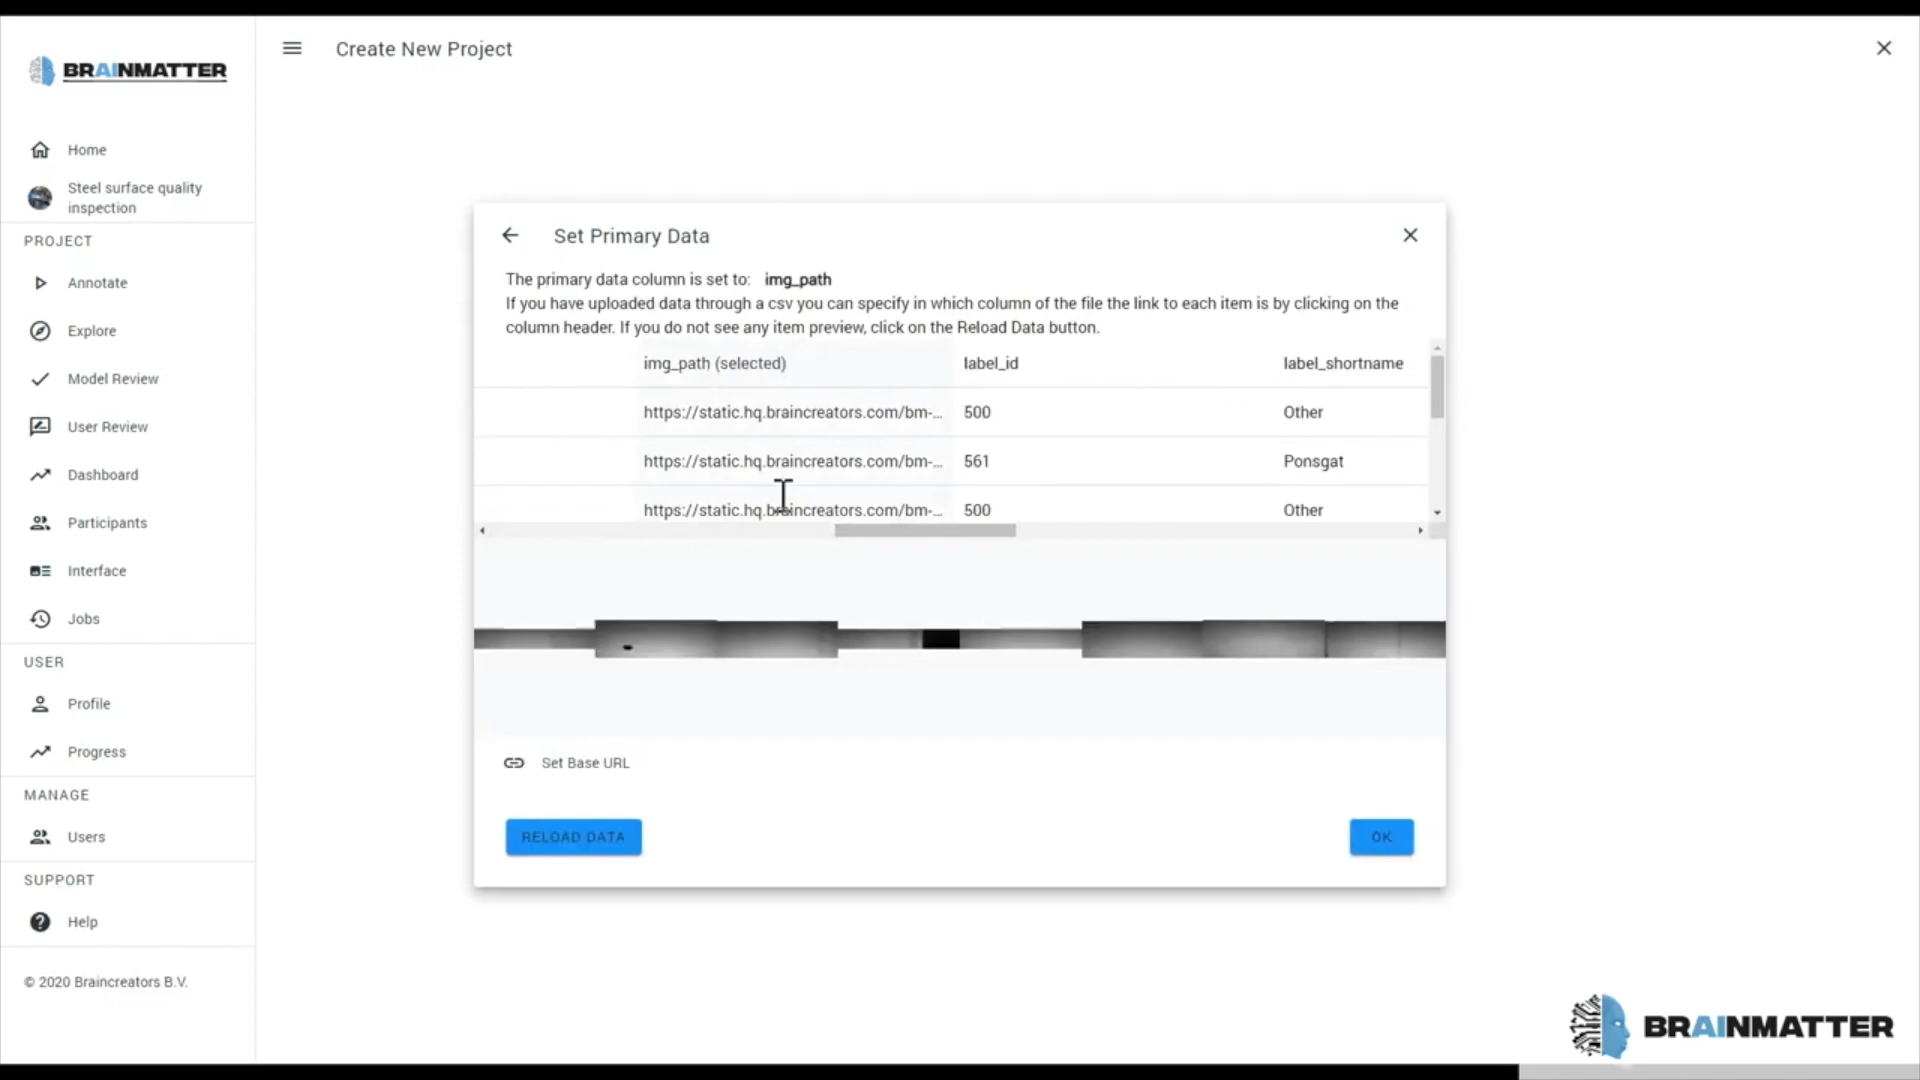 BRAINMATTER
Create New Project
Home
Steel surface quality
inspection
PROJECT
Annotate
Explore
Model Review
User Review
Dashboard
Participants
Interface
Jobs
USER
Profile
Progress
MANAGE
Users
SUPPORT
Help
© 2020 Braincreators B.V.
Set Primary Data
The primary data column is set to: img_path
If you have uploaded data through a csv you can specify in which column of the file the link to each item is by clicking on the
column header. If you do not see any item preview, click on the Reload Data button.
img_path (selected) label_id label_shortname
https://static.hq.braincreators.com/bm-... 500 Other
https://static.hq.braincreators.com/bm-... 561 Ponsgat
https://static.hq.braincreators.com/bm-... 500 Other
Set Base URL
RELOAD DATA OK
BRAINMATTER